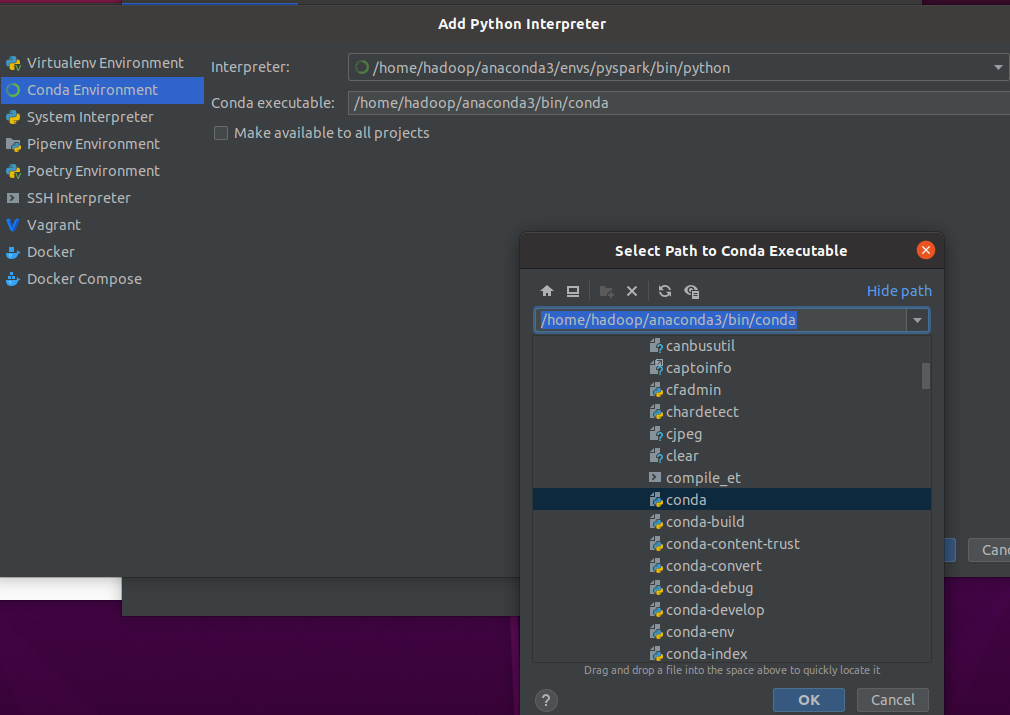 Add Python Interpreter
Virtualenv Environment
Conda Environment
System Interpreter
Pipenv Environment
Poetry Environment
SSH Interpreter
Vagrant
Docker
Docker Compose
Interpreter: /home/hadoop/anaconda3/envs/pyspark/bin/python
Conda executable: /home/hadoop/anaconda3/bin/conda
Make available to all projects
Select Path to Conda Executable
Hide path
/home/hadoop/anaconda3/bin/conda
canbusutil
captoinfo
cfadmin
chardetect
cjpeg
clear
compile_et
conda
conda-build
conda-content-trust
conda-convert
conda-debug
conda-develop
conda-env
conda-index
Drag and drop a file into the space above to quickly locate it
? OK Cancel
Canc